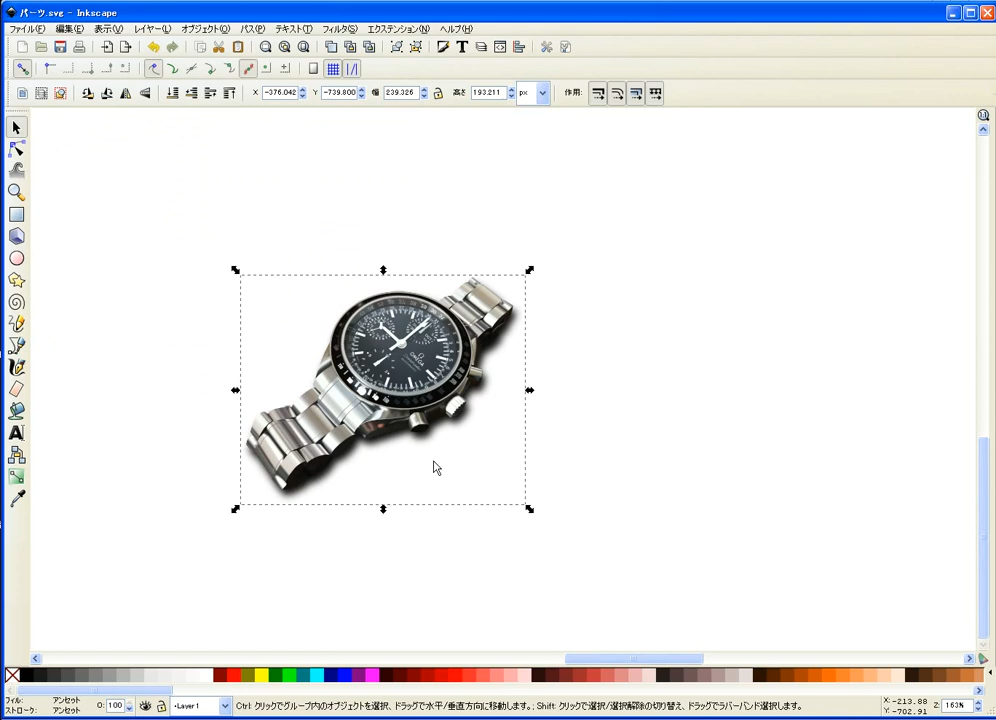 パーツ.svg - Inkscape
ファイル(F) 編集(E) 表示(V) レイヤー(L) オブジェクト(O) パス(P) テキスト(T) フィルタ(S) エクステンション(N) ヘルプ(H)
X -376.042 Y -739.800 幅 239.326 高さ 193.211 px 作用:
OMEGA
フィル: アンセット
ストローク: アンセット
O: 100 Layer1 Ctrl クリックでグループ内のオブジェクトを選択、ドラッグで水平/垂直方向に移動します。; Shift クリックで選択/選択解除の切り替え、ドラッグでラバーバンド選択します。
X: -213.88
Y: -702.91
Z: 163%